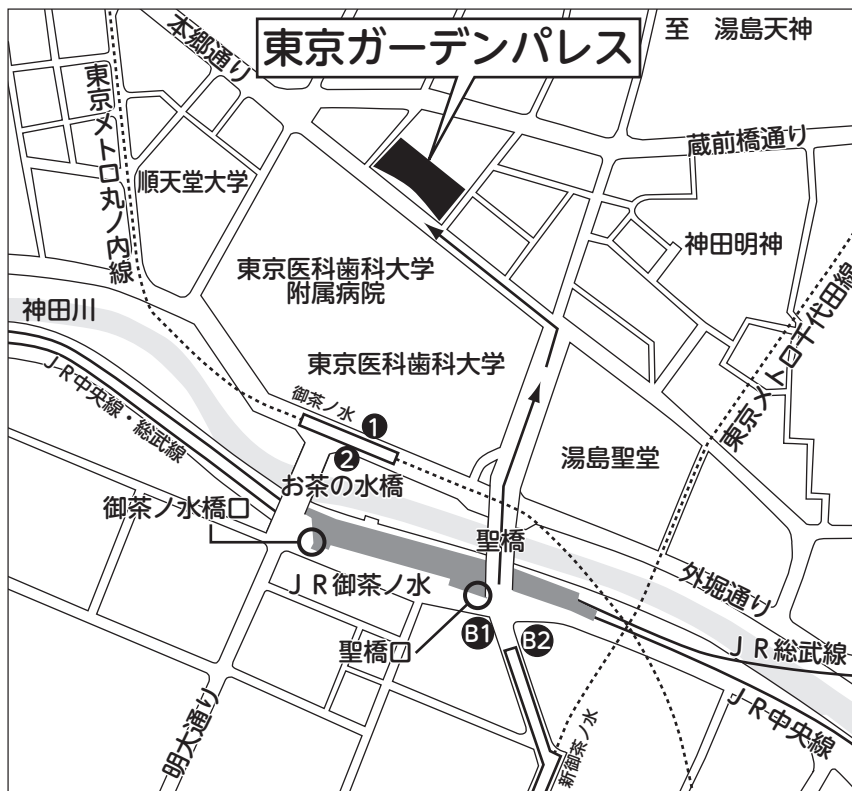 本郷通り
東京ガーデンパレス
至　湯島天神
蔵前橋通り
東京メトロ丸ノ内線
順天堂大学
神田明神
東京医科歯科大学
附属病院
神田川
東京医科歯科大学
東京メトロ千代田線
JR中央線・総武線
御茶ノ水
1
2
湯島聖堂
お茶の水橋
御茶ノ水橋口
聖橋
JR御茶ノ水
外堀通り
聖橋口
B1
B2
JR総武線
明大通り
新御茶ノ水
JR中央線